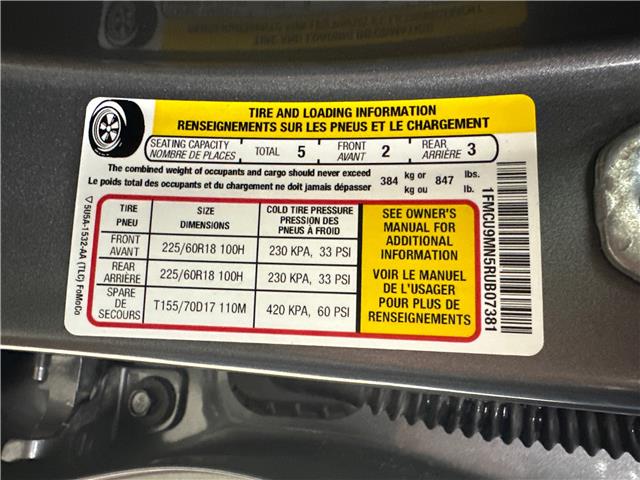 TIRE AND LOADING INFORMATION
RENSEIGNEMENTS SUR LES PNEUS ET LE CHARGEMENT
SEATING CAPACITY
NOMBRE DE PLACES
TOTAL 5
FRONT
AVANT 2
REAR
ARRIÈRE 3
The combined weight of occupants and cargo should never exceed
Le poids total des occupants et du chargement ne doit jamais dépasser
384 kg or 847 lbs.
kg ou lb.
TIRE
PNEU
SIZE
DIMENSIONS
COLD TIRE PRESSURE
PRESSION DES
PNEUS À FROID
FRONT
AVANT
225/60R18 100H
230 KPA, 33 PSI
REAR
ARRIÈRE
225/60R18 100H
230 KPA, 33 PSI
SPARE
DE
SECOURS
T155/70D17 110M
420 KPA, 60 PSI
SEE OWNER'S
MANUAL FOR
ADDITIONAL
INFORMATION
VOIR LE MANUEL
DE L'USAGER
POUR PLUS DE
RENSEIGNEMENTS
1FMCU9MN5RUB07381
▽ 5U5A-1532-AA (TLC) FoMoCo